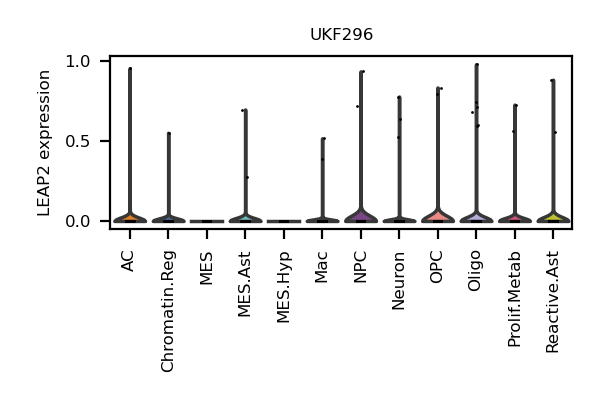 UKF296
LEAP2 expression
1.0
0.5
0.0
AC
Chromatin.Reg
MES
MES.Ast
MES.Hyp
Mac
NPC
Neuron
OPC
Oligo
Prolif.Metab
Reactive.Ast